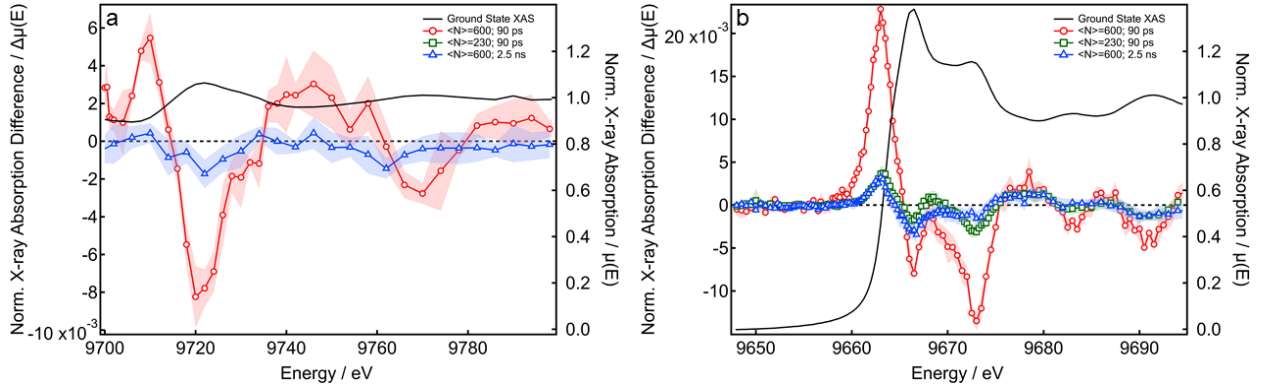 a
Ground State XAS
<N>=600; 90 ps
<N>=600; 2.5 ns
Norm. X-ray Absorption Difference / Δμ(E)
6
4
2
0
-2
-4
-6
-8
-10 x10⁻³
1.2
1.0
0.8
0.6
0.4
0.2
0.0
Norm. X-ray Absorption / μ(E)
9700 9720 9740 9760 9780
Energy / eV
b
Ground State XAS
<N>=600; 90 ps
<N>=230; 90 ps
<N>=600; 2.5 ns
Norm. X-ray Absorption Difference / Δμ(E)
20 x10⁻³
15
10
5
0
-5
-10
1.2
1.0
0.8
0.6
0.4
0.2
0.0
Norm. X-ray Absorption / μ(E)
9650 9660 9670 9680 9690
Energy / eV